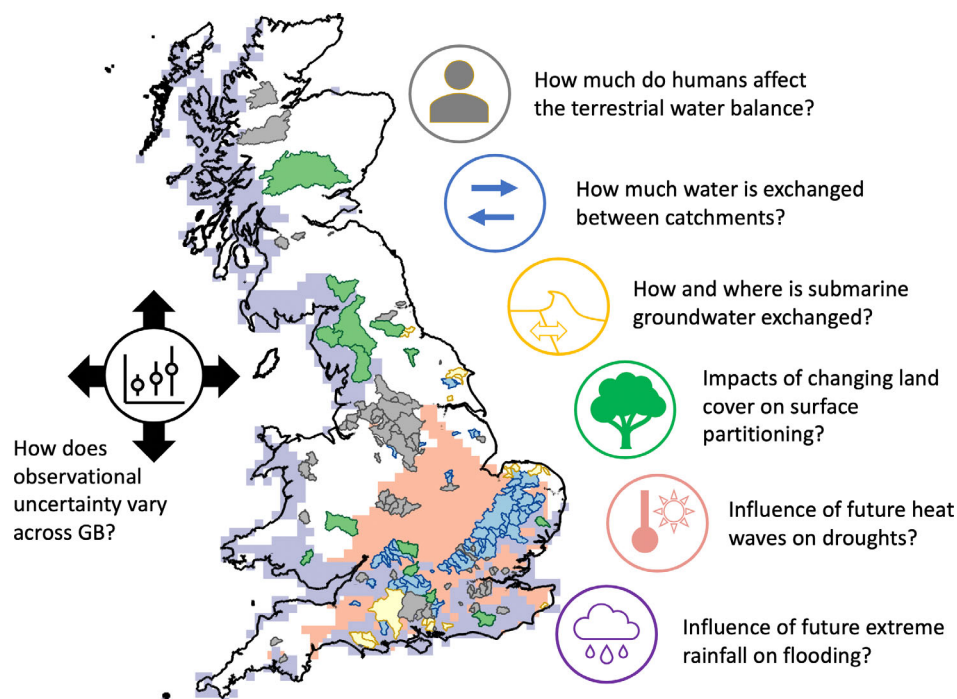 How much do humans affect
the terrestrial water balance?
How much water is exchanged
between catchments?
How and where is submarine
groundwater exchanged?
Impacts of changing land
cover on surface
partitioning?
How does
observational
uncertainty vary
across GB?
Influence of future heat
waves on droughts?
Influence of future extreme
rainfall on flooding?